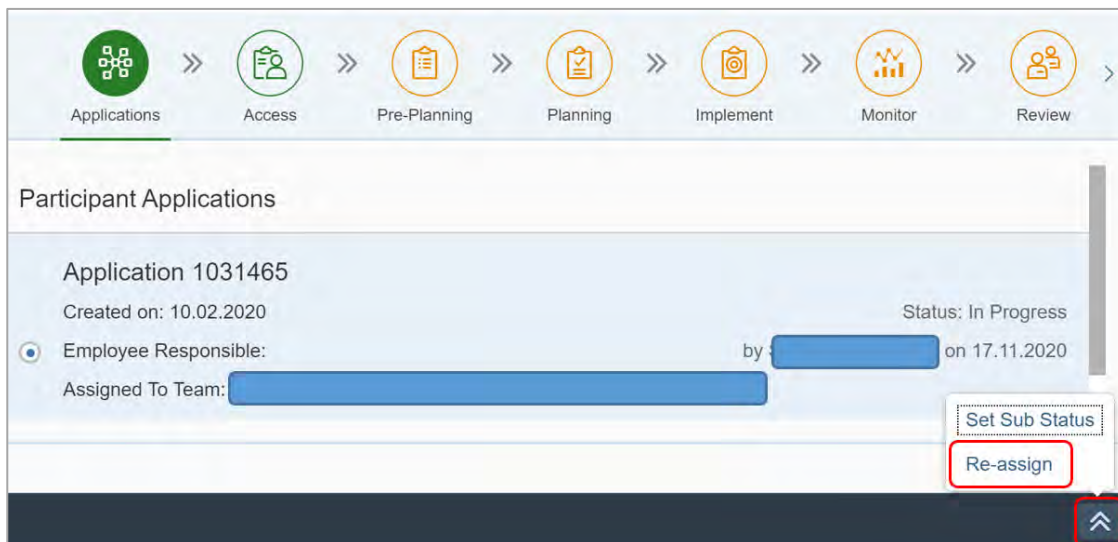 Applications Access Pre-Planning Planning Implement Monitor Review
Participant Applications
Application 1031465
Created on: 10.02.2020 Status: In Progress
Employee Responsible: by on 17.11.2020
Assigned To Team:
Set Sub Status
Re-assign